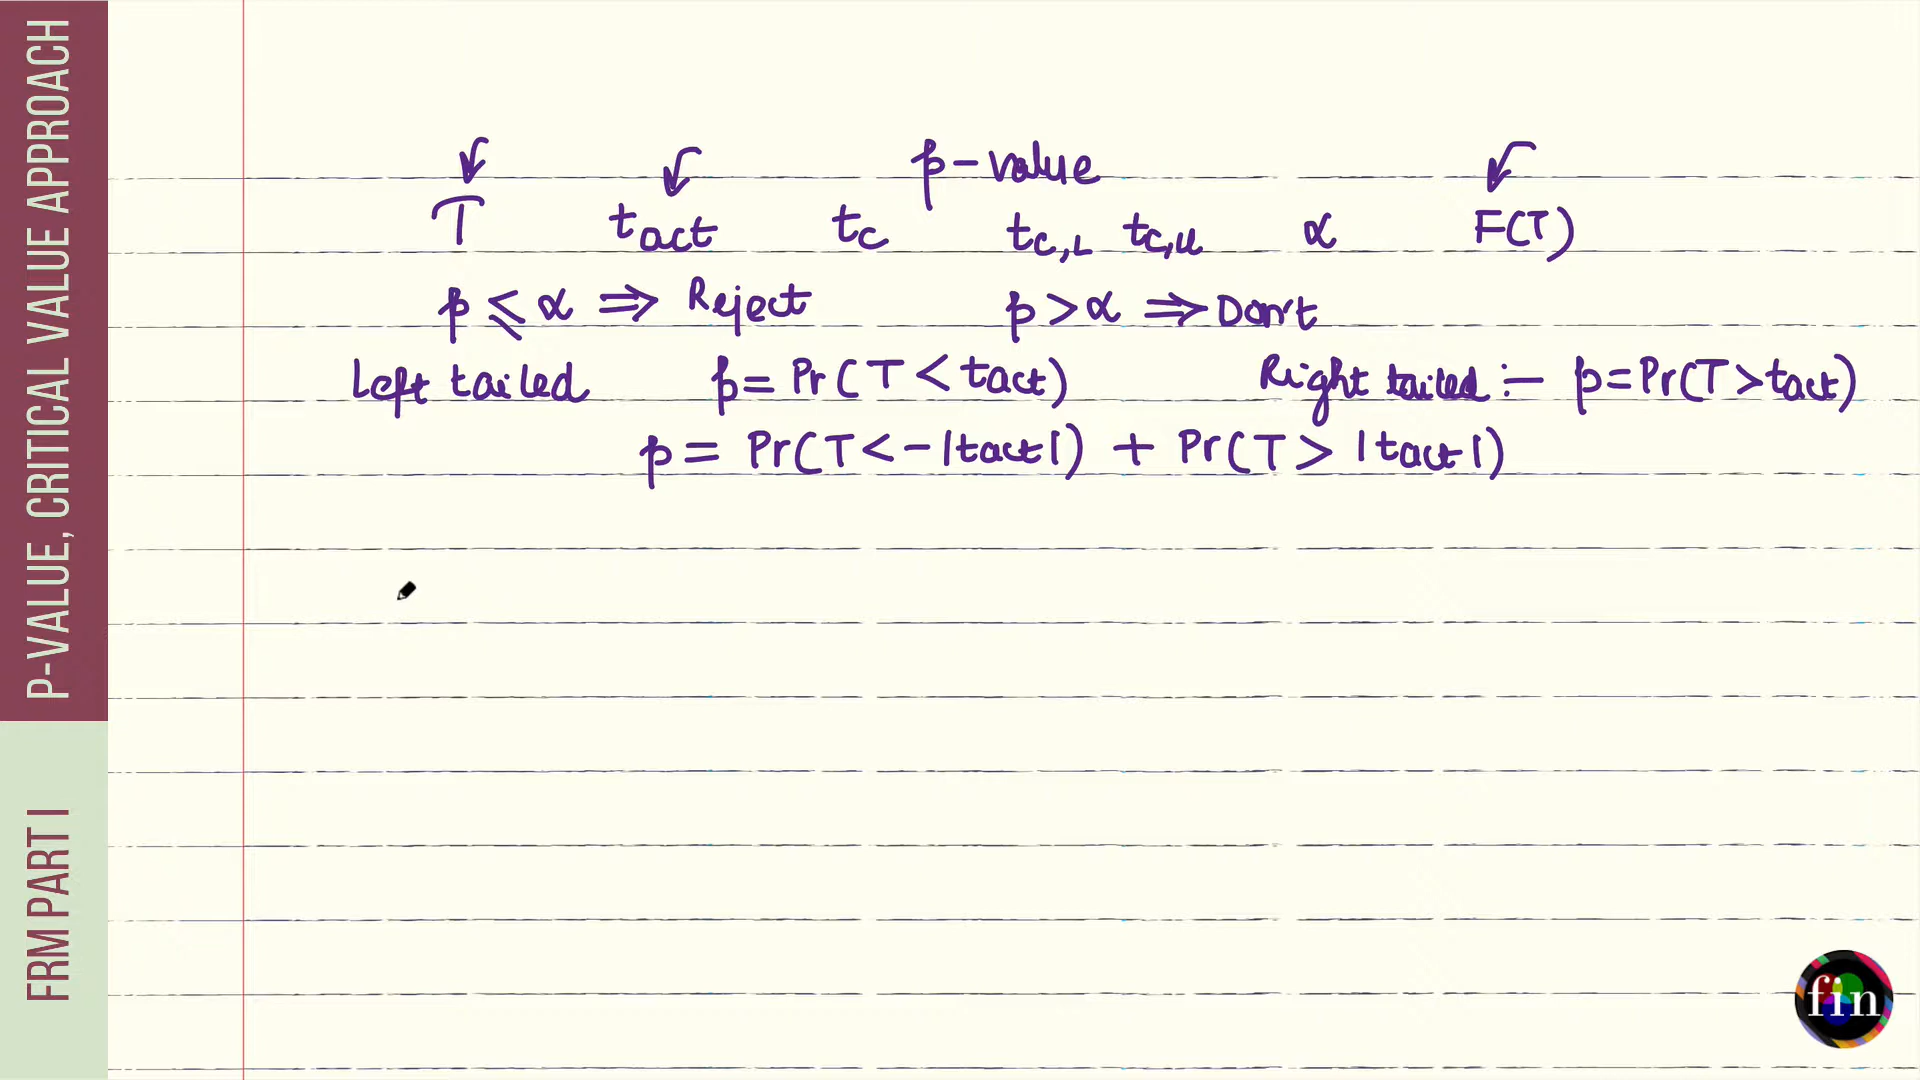 P-VALUE, CRITICAL VALUE APPROACH
FRM PART I
p-value
T tact tc tc,L tc,u α F(T)
p ⩽ α ⇒ Reject p > α ⇒ Don't
Left tailed p = Pr(T < tact) Right tailed :- p = Pr(T > tact)
p = Pr(T < -|tact|) + Pr(T > |tact|)
fin